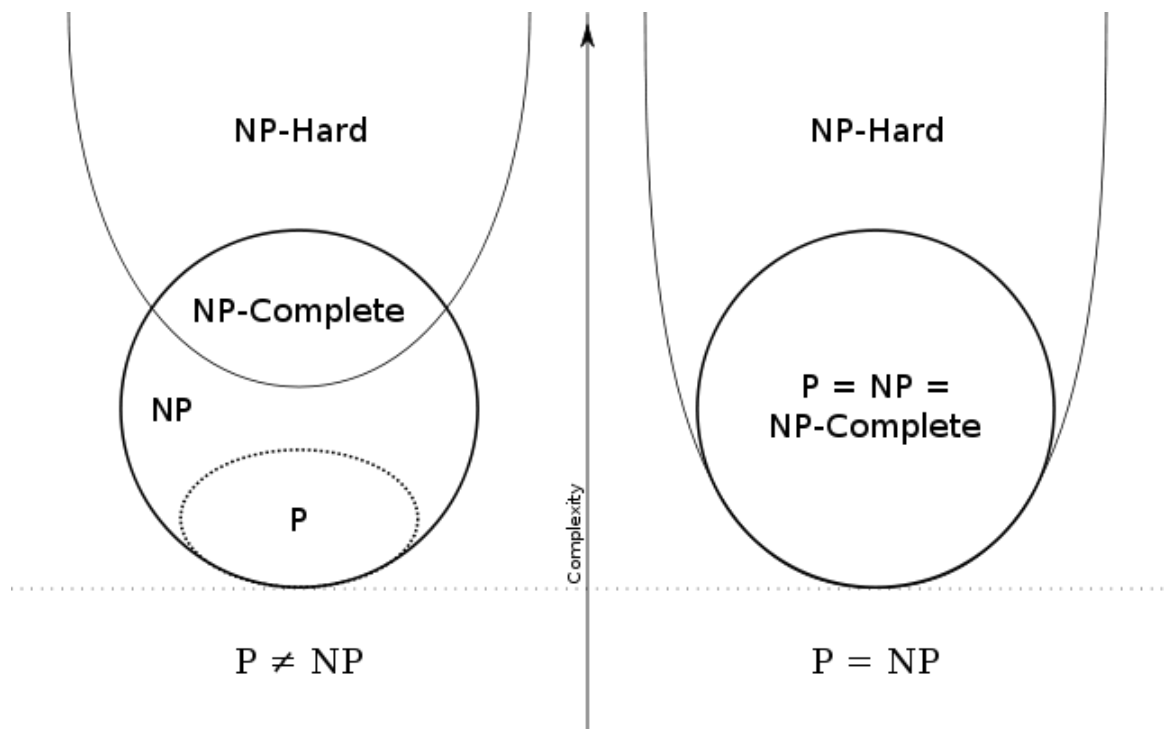 NP-Hard
NP-Complete
NP
P
P ≠ NP
Complexity
NP-Hard
P = NP =
NP-Complete
P = NP